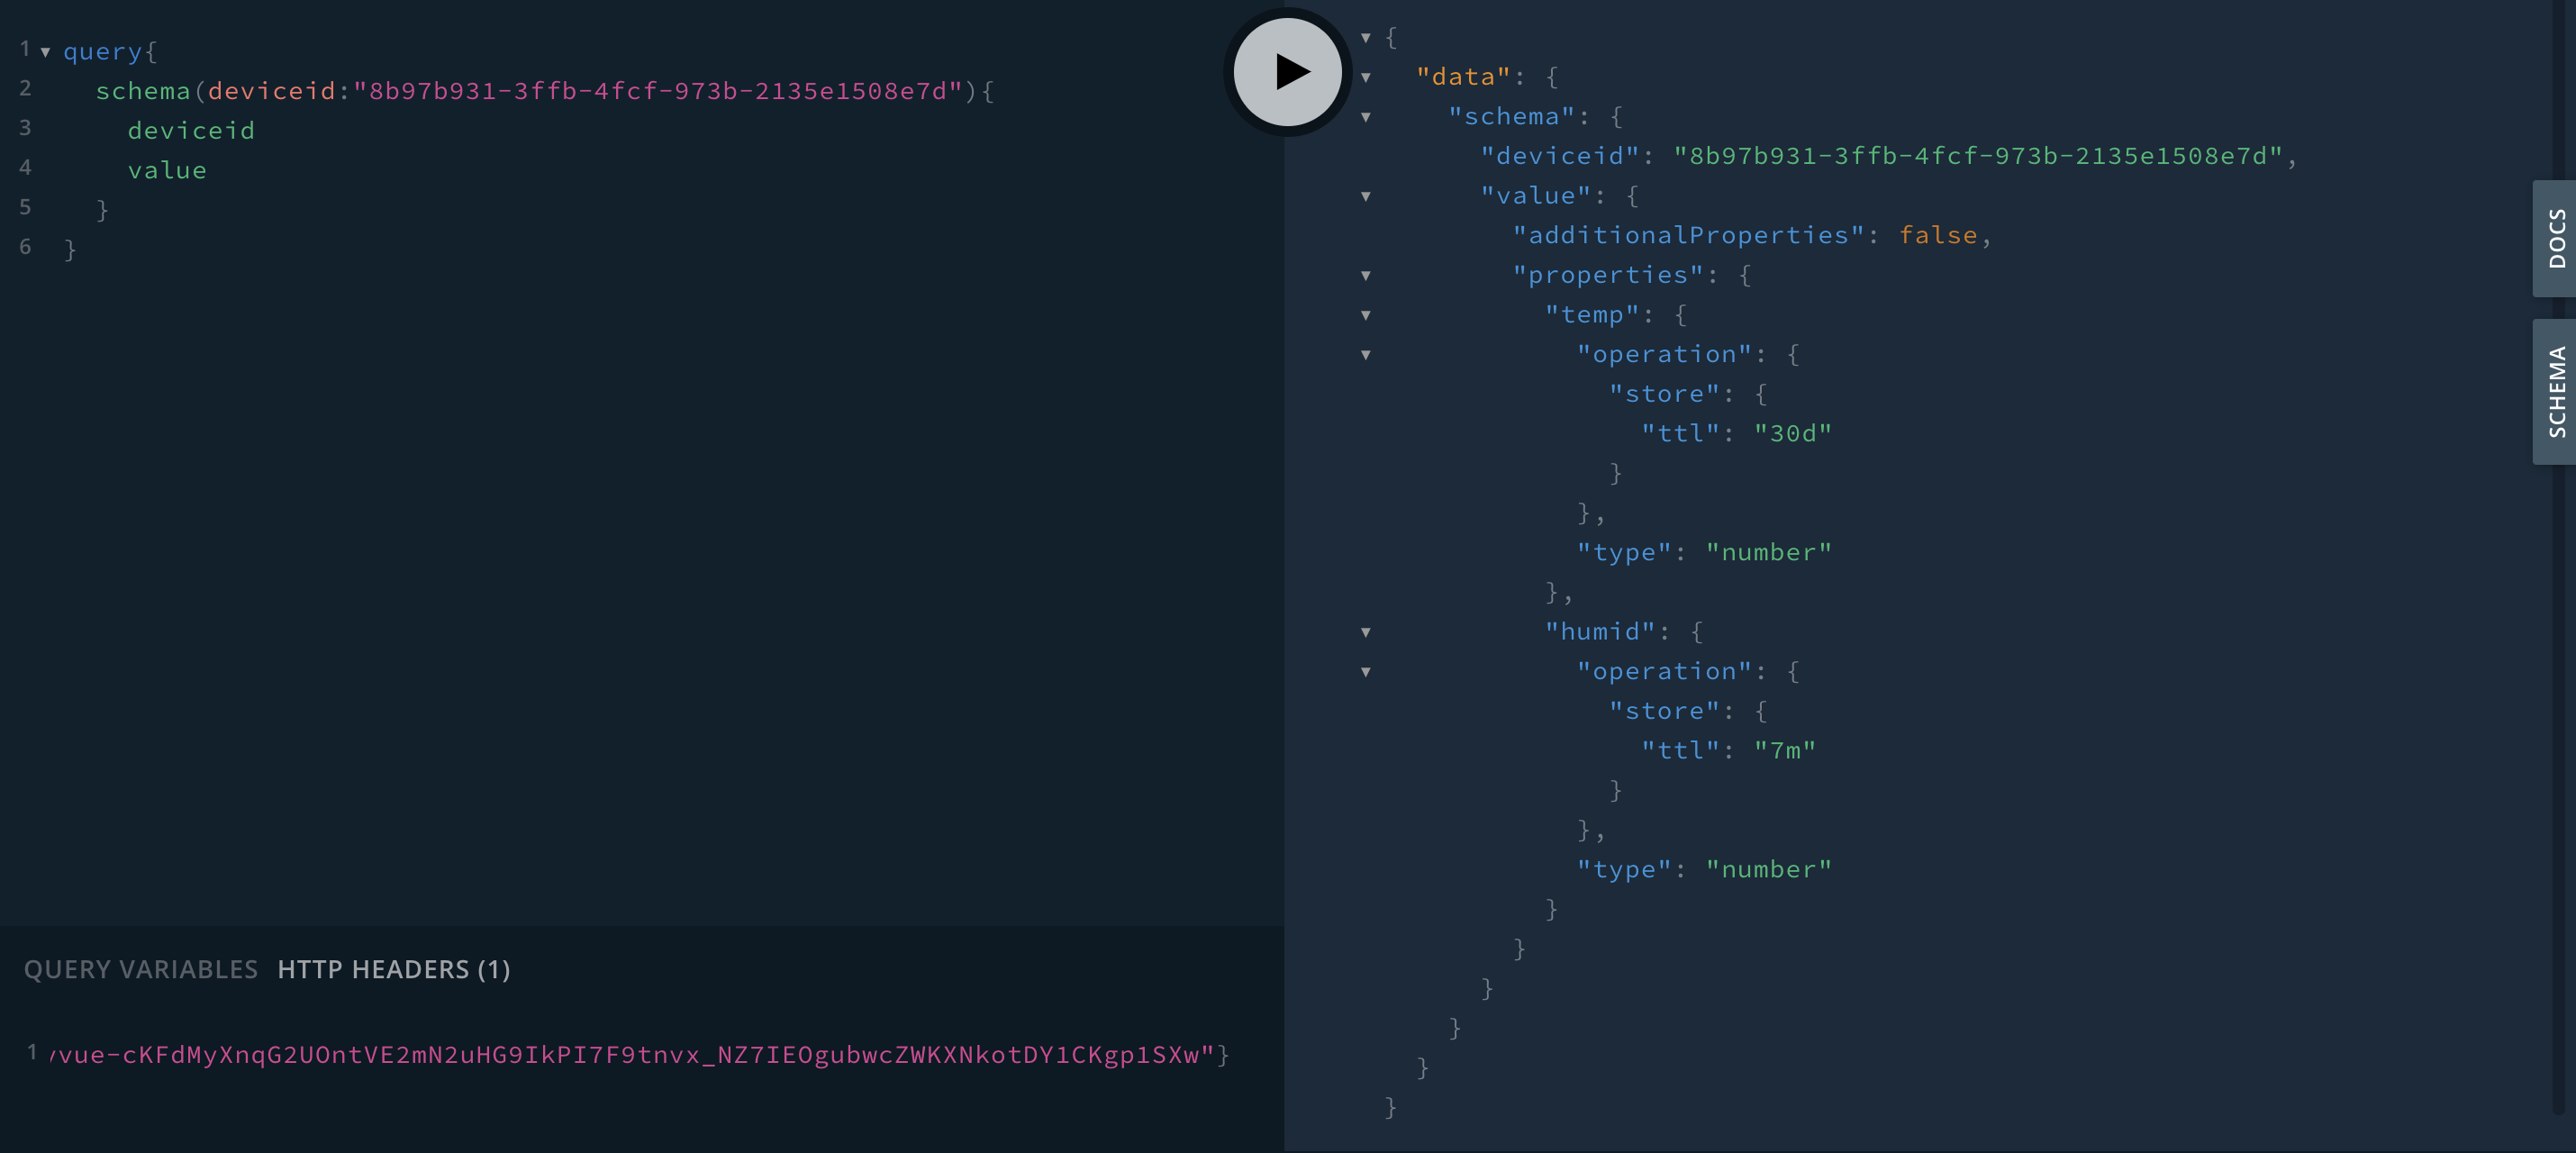 query{
schema(deviceid:"8b97b931-3ffb-4fcf-973b-2135e1508e7d"){
deviceid
value
}
}
1
2
3
4
5
6
QUERY VARIABLES HTTP HEADERS (1)
1 vue-cKFdMyXnqG2UOntVE2mN2uHG9IkPI7F9tnvx_NZ7IEOgubwcZWKXNkotDY1CKgp1SXw"}
{
"data": {
"schema": {
"deviceid": "8b97b931-3ffb-4fcf-973b-2135e1508e7d",
"value": {
"additionalProperties": false,
"properties": {
"temp": {
"operation": {
"store": {
"ttl": "30d"
}
},
"type": "number"
},
"humid": {
"operation": {
"store": {
"ttl": "7m"
}
},
"type": "number"
}
}
}
}
}
}
DOCS
SCHEMA